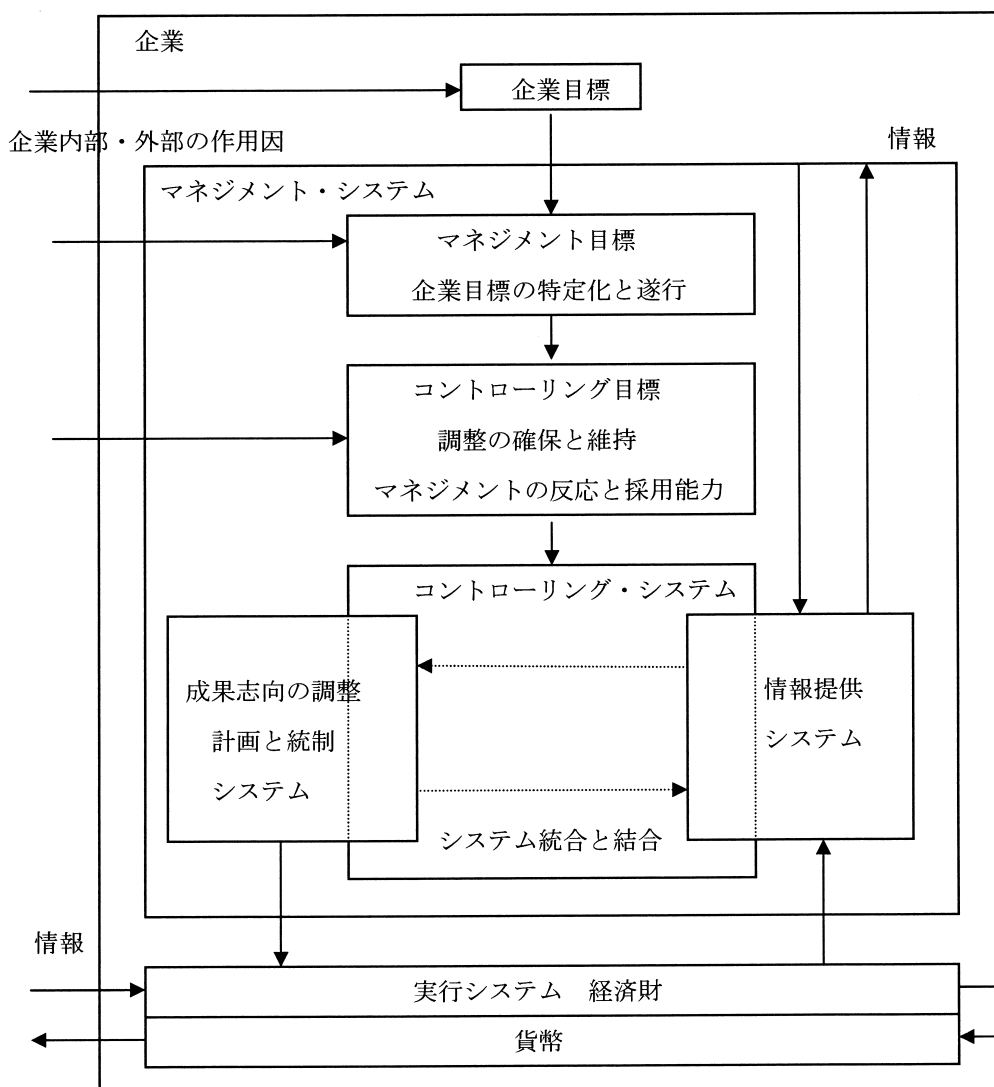 企業
企業目標
企業内部・外部の作用因
情報
マネジメント・システム
マネジメント目標
企業目標の特定化と遂行
コントローリング目標
調整の確保と維持
マネジメントの反応と採用能力
コントローリング・システム
成果志向の調整
計画と統制
システム
情報提供
システム
システム統合と結合
情報
実行システム　経済財
貨幣